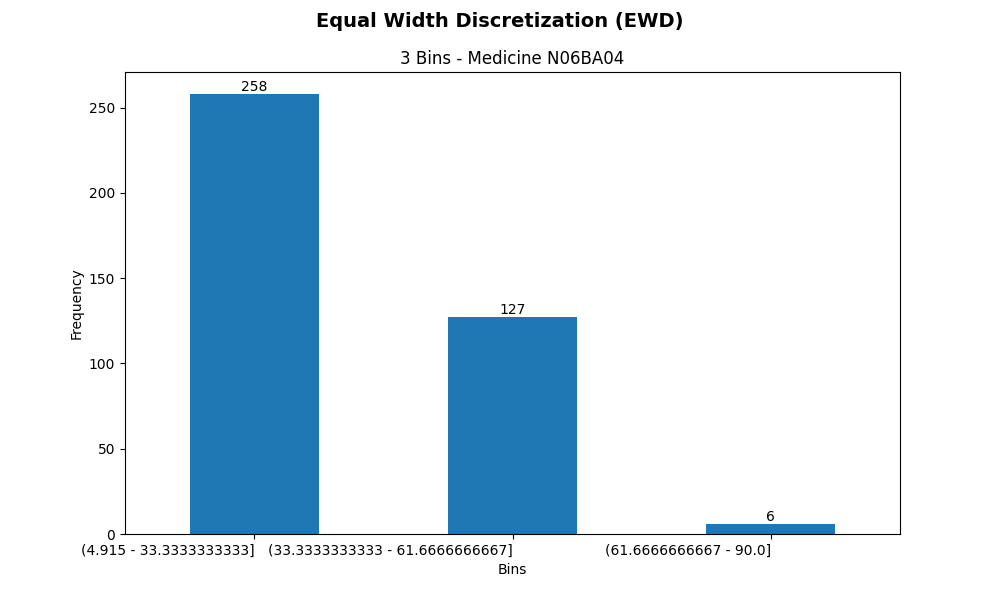 Equal Width Discretization (EWD)
3 Bins - Medicine N06BA04
258
250
200
150
127
100
50
6
0
Frequency
(4.915 - 33.3333333333] (33.3333333333 - 61.6666666667] (61.6666666667 - 90.0]
Bins